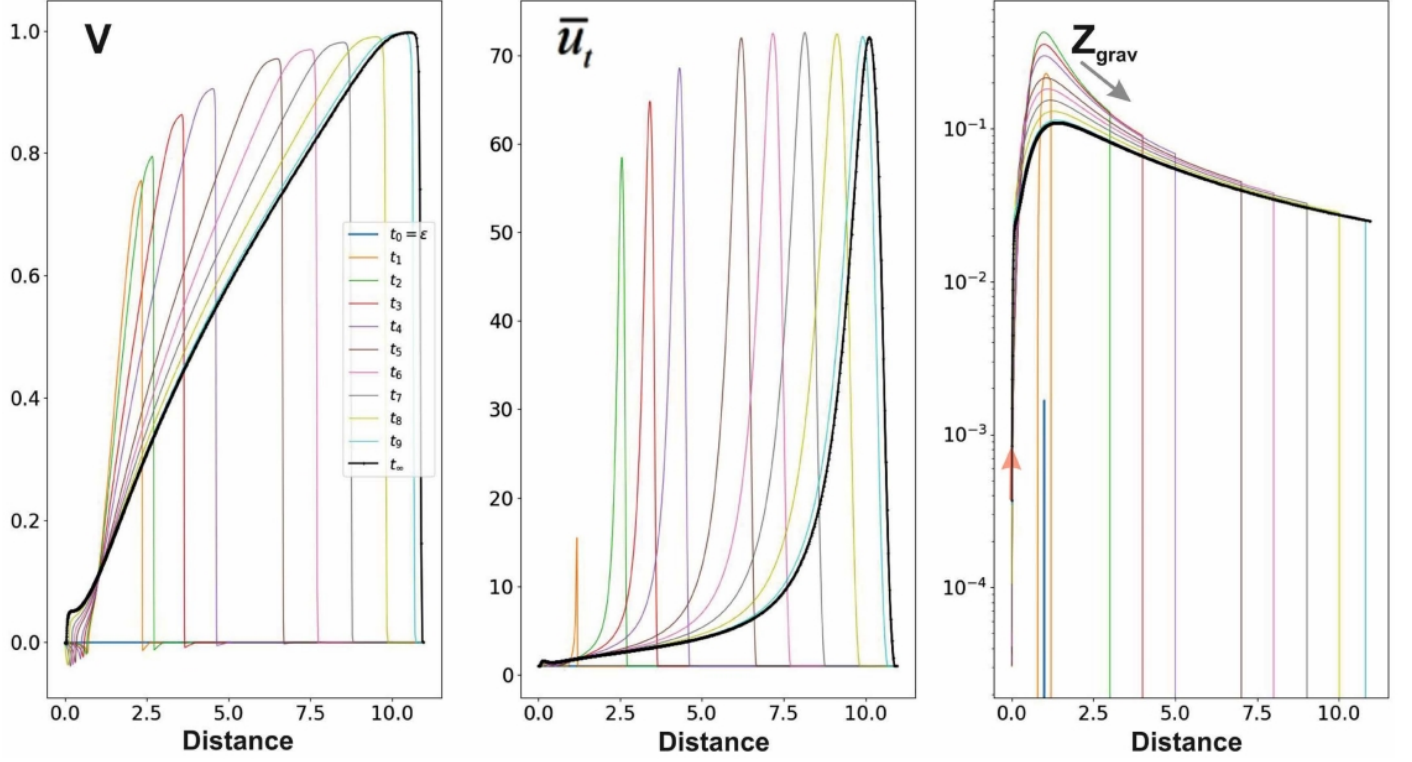 V
1.0
0.8
0.6
0.4
0.2
0.0
t₀ = ε
t₁
t₂
t₃
t₄
t₅
t₆
t₇
t₈
t₉
t∞
0.0 2.5 5.0 7.5 10.0
Distance
u̅ₜ
70
60
50
40
30
20
10
0
0.0 2.5 5.0 7.5 10.0
Distance
Z_grav
10⁻¹
10⁻²
10⁻³
10⁻⁴
0.0 2.5 5.0 7.5 10.0
Distance